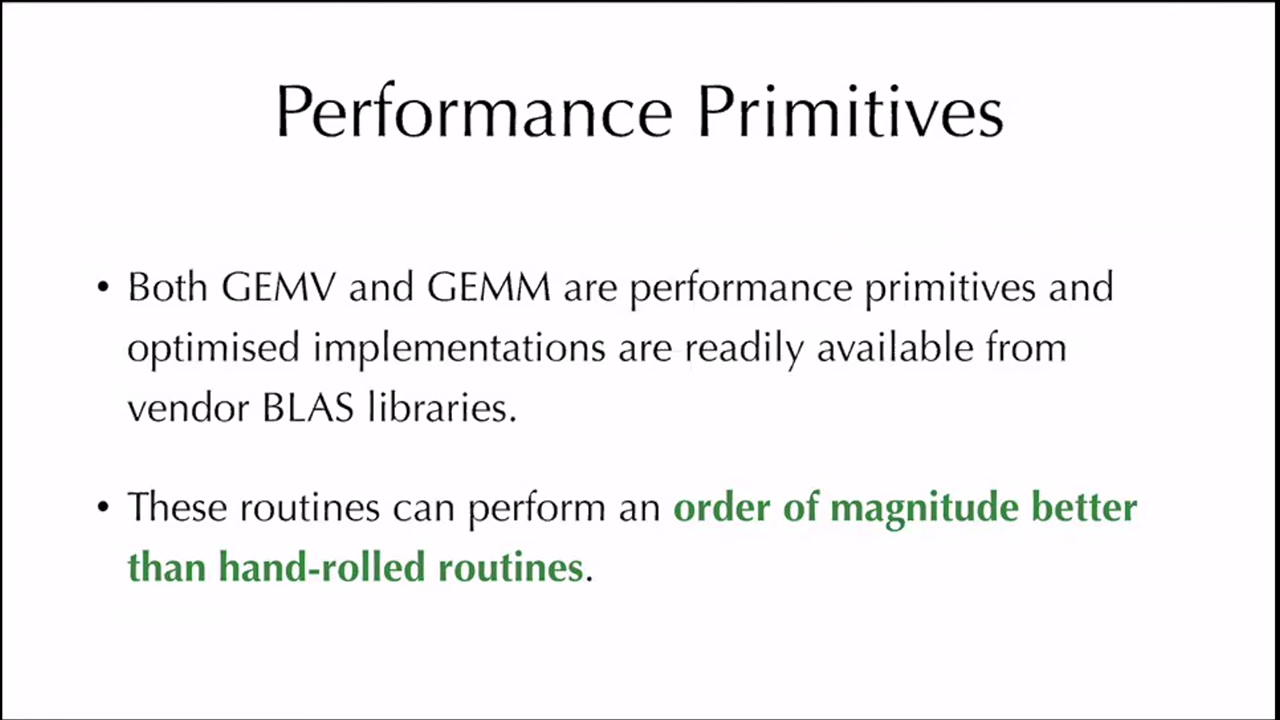 Performance Primitives
• Both GEMV and GEMM are performance primitives and
optimised implementations are readily available from
vendor BLAS libraries.
• These routines can perform an order of magnitude better
than hand-rolled routines.